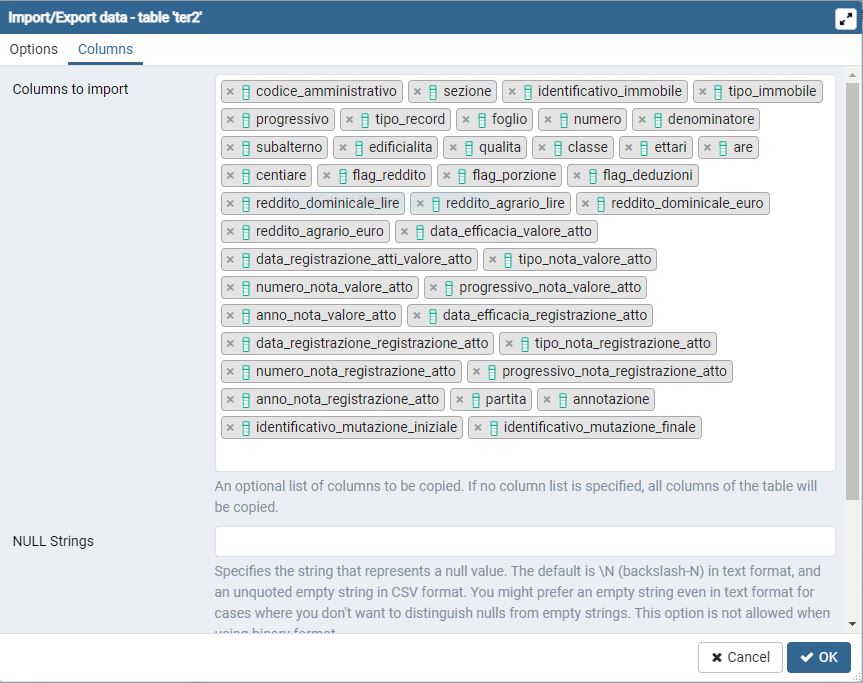 Import/Export data - table 'ter2'
Options Columns
Columns to import
codice_amministrativo sezione identificativo_immobile tipo_immobile
progressivo tipo_record foglio numero denominatore
subalterno edificialita qualita classe ettari are
centiare flag_reddito flag_porzione flag_deduzioni
reddito_dominicale_lire reddito_agrario_lire reddito_dominicale_euro
reddito_agrario_euro data_efficacia_valore_atto
data_registrazione_atti_valore_atto tipo_nota_valore_atto
numero_nota_valore_atto progressivo_nota_valore_atto
anno_nota_valore_atto data_efficacia_registrazione_atto
data_registrazione_registrazione_atto tipo_nota_registrazione_atto
numero_nota_registrazione_atto progressivo_nota_registrazione_atto
anno_nota_registrazione_atto partita annotazione
identificativo_mutazione_iniziale identificativo_mutazione_finale
An optional list of columns to be copied. If no column list is specified, all columns of the table will
be copied.
NULL Strings
Specifies the string that represents a null value. The default is \N (backslash-N) in text format, and
an unquoted empty string in CSV format. You might prefer an empty string even in text format for
cases where you don't want to distinguish nulls from empty strings. This option is not allowed when
using binary format.
Cancel OK